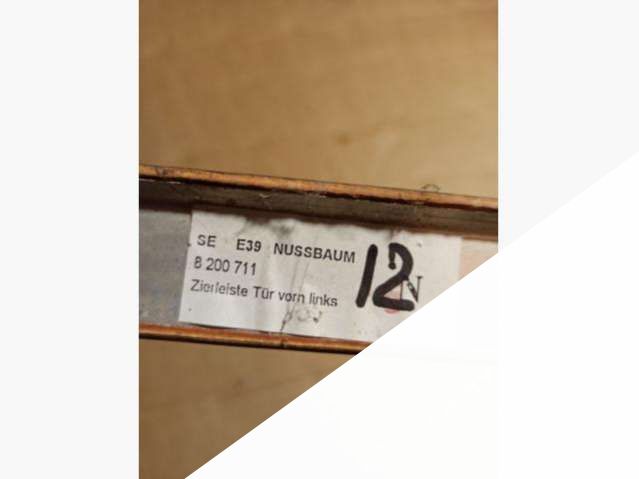 SE E39 NUSSBAUM
8 200 711
Zierleiste Tür vorn links
12
N